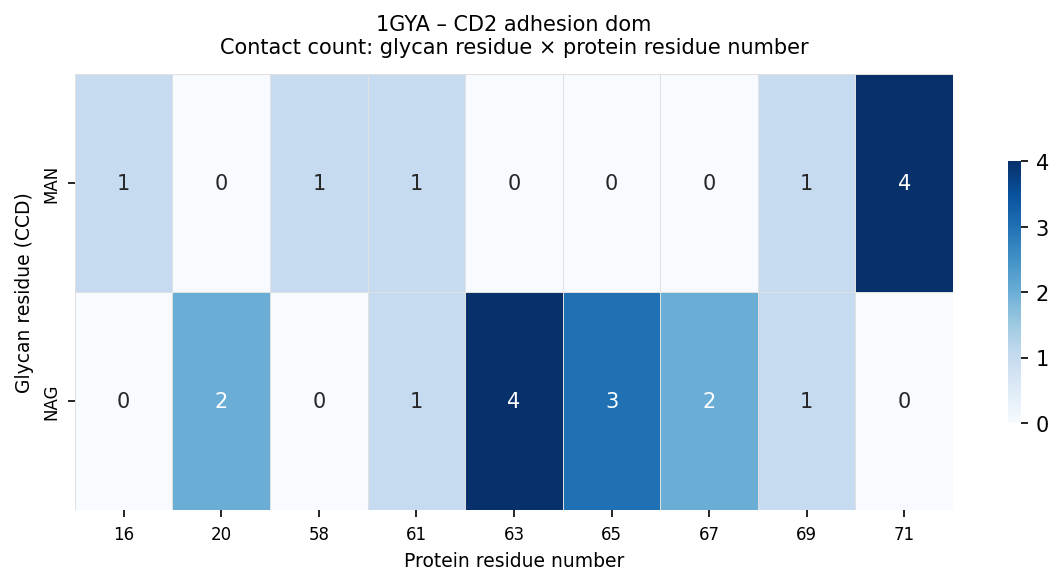 1GYA – CD2 adhesion dom
Contact count: glycan residue × protein residue number
Glycan residue (CCD)
MAN
1 0 1 1 0 0 0 1 4
NAG
0 2 0 1 4 3 2 1 0
16 20 58 61 63 65 67 69 71
Protein residue number
4
3
2
1
0